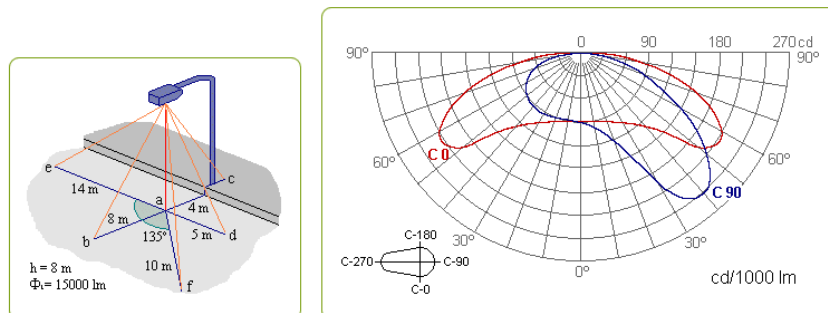 e
c
14 m
a
4 m
8 m
b
135°
5 m
d
10 m
h = 8 m
Φ₁= 15000 lm
f
0 90 180 270 cd
90° 90°
C 0
60° 60°
C 90
C-180
30° 30°
C-270 C-90
0°
C-0
cd/1000 lm